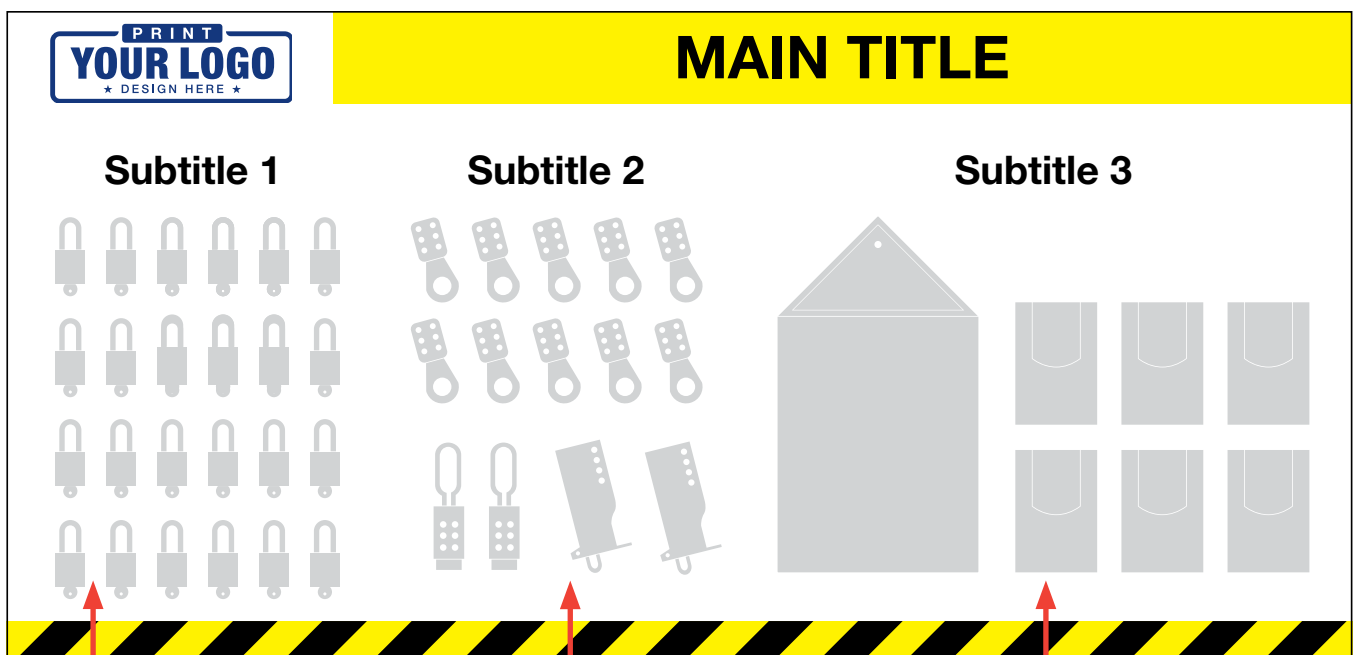 PRINT
YOUR LOGO
★ DESIGN HERE ★
MAIN TITLE
Subtitle 1
Subtitle 2
Subtitle 3